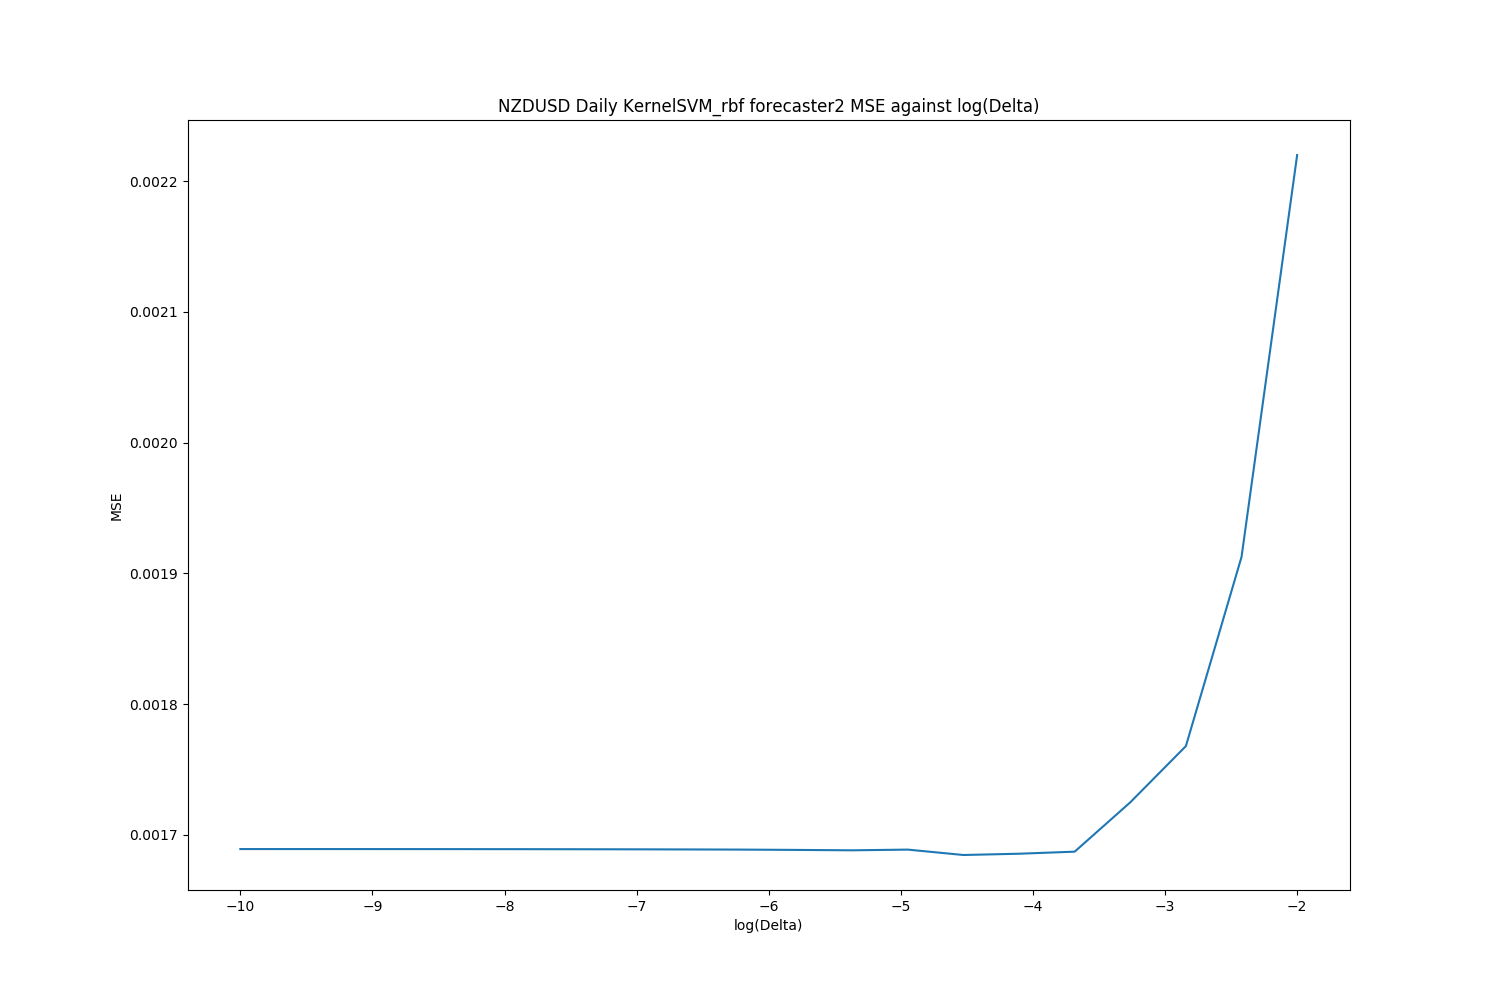 NZDUSD Daily KernelSVM_rbf forecaster2 MSE against log(Delta)
0.0022
0.0021
0.0020
MSE
0.0019
0.0018
0.0017
−10 −9 −8 −7 −6 −5 −4 −3 −2
log(Delta)